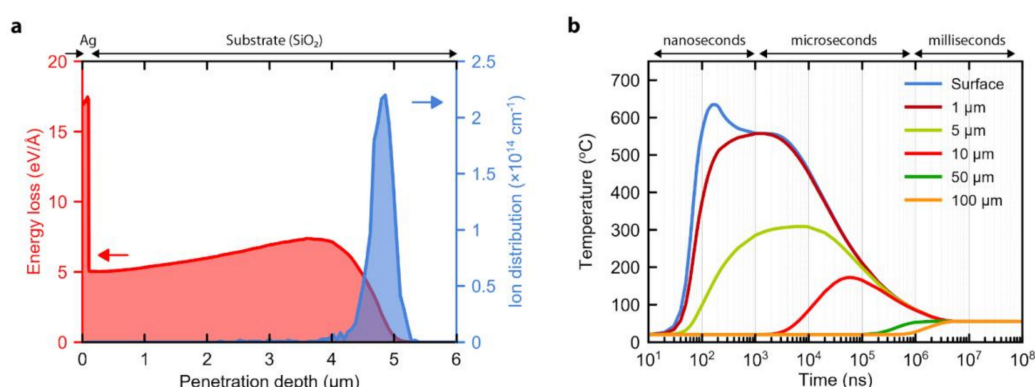 a
Ag
Substrate (SiO₂)
20
15
10
5
0
Energy loss (eV/Å)
2.5
2
1.5
1
0.5
0
Ion distribution (×10¹⁴ cm⁻¹)
0 1 2 3 4 5 6
Penetration depth (µm)
b
nanoseconds microseconds milliseconds
700
600
500
400
300
200
100
0
Temperature (°C)
Surface
1 µm
5 µm
10 µm
50 µm
100 µm
10¹ 10² 10³ 10⁴ 10⁵ 10⁶ 10⁷ 10⁸
Time (ns)